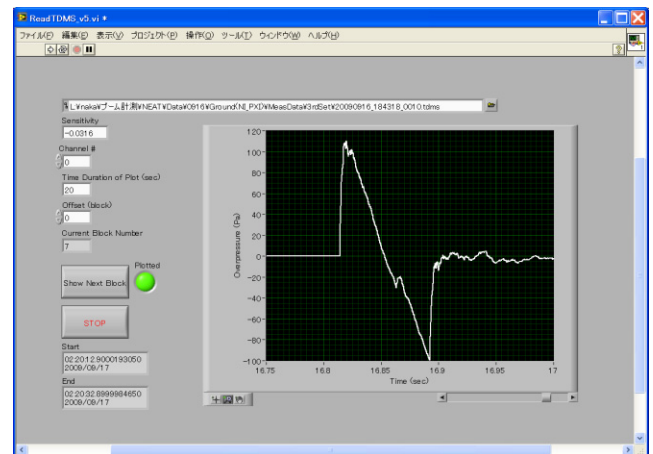 ReadTDMS_v5.vi *
ファイル(F) 編集(E) 表示(V) プロジェクト(P) 操作(O) ツール(T) ウィンドウ(W) ヘルプ(H)
L:¥naka¥ブーム計測¥NEAT¥Data¥0916¥GroundKNI_PXD¥MeasData¥3rdSet¥20090916_184318_0010.tdms
Sensitivity
-0.0316
Channel #
0
Time Duration of Plot (sec)
20
Offset (block)
0
Current Block Number
7
Plotted
Show Next Block
STOP
Start
02:20:12.9000193050
2009/09/17
End
02:20:32.8999984650
2009/09/17
Overpressure (Pa)
120
100
80
60
40
20
0
-20
-40
-60
-80
-100
16.75 16.8 16.85 16.9 16.95 17
Time (sec)